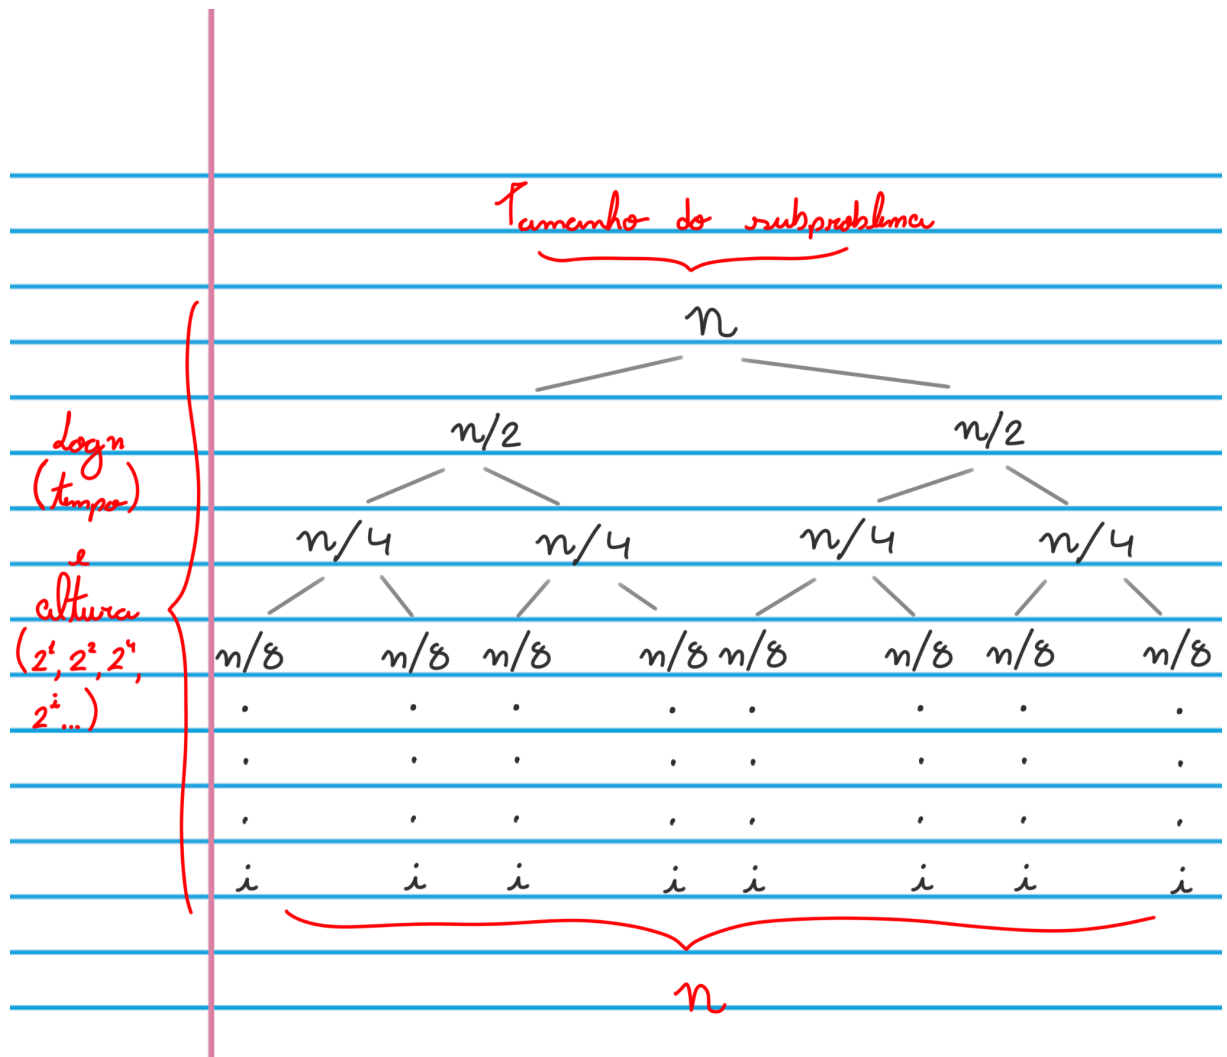 Tamanho do subproblema
n
n/2 n/2
Log n
(tempo)
n/4 n/4 n/4 n/4
e
altura
(2¹, 2², 2⁴,
2ⁱ...)
n/8 n/8 n/8 n/8 n/8 n/8 n/8 n/8
. . . . . . . .
. . . . . . . .
. . . . . . . .
i i i i i i i i
n